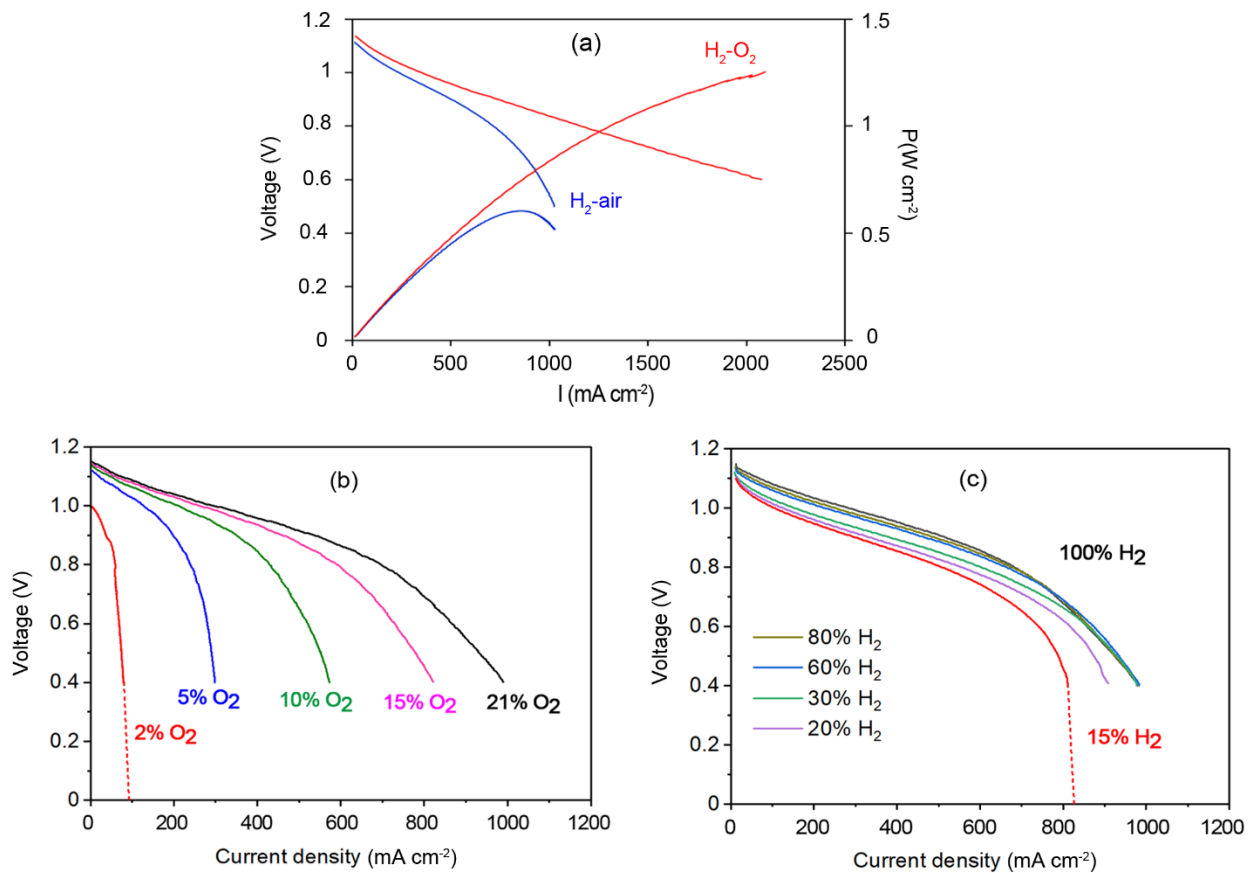 (a)
H₂-O₂
H₂-air
Voltage (V)
1.2
1
0.8
0.6
0.4
0.2
0
P(W cm⁻²)
1.5
1
0.5
0
0 500 1000 1500 2000 2500
I (mA cm⁻²)
(b)
Voltage (V)
1.2
1.0
0.8
0.6
0.4
0.2
0
5% O₂
10% O₂
15% O₂
21% O₂
2% O₂
0 200 400 600 800 1000 1200
Current density (mA cm⁻²)
(c)
Voltage (V)
1.2
1.0
0.8
0.6
0.4
0.2
0
100% H₂
80% H₂
60% H₂
30% H₂
20% H₂
15% H₂
0 200 400 600 800 1000 1200
Current density (mA cm⁻²)